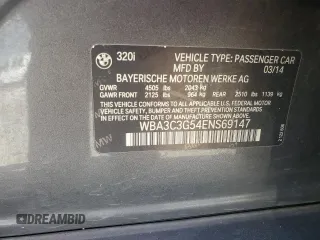 320i VEHICLE TYPE: PASSENGER CAR
MFD BY 03/14
BAYERISCHE MOTOREN WERKE AG
GVWR 4505 lbs 2043 kg
GAWR FRONT 2125 lbs 964 kg REAR 2510 lbs 1139 kg
THIS VEHICLE CONFORMS TO ALL APPLICABLE FEDERAL MOTOR VEHICLE
SAFETY, BUMPER AND THEFT PREVENTION STANDARDS IN EFFECT ON
THE DATE OF MANUFACTURE SHOWN ABOVE
WBA3C3G54ENS69147
DREAMBID